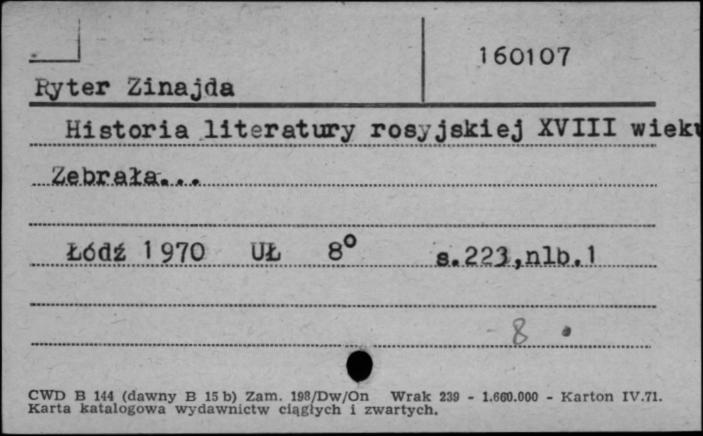 160107
Ryter Zinajda
Historia literatury rosyjskiej XVIII wieku
Zebrała...
Łódź 1970 UŁ 8° s.223,nlb.1
8
CWD B 144 (dawny B 15 b) Zam. 198/Dw/On Wrak 239 - 1.660.000 - Karton IV.71.
Karta katalogowa wydawnictw ciągłych i zwartych.